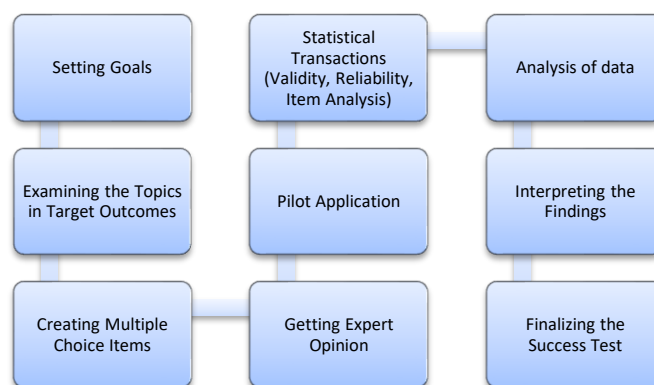 Setting Goals
Examining the Topics
in Target Outcomes
Creating Multiple
Choice Items
Getting Expert
Opinion
Pilot Application
Statistical
Transactions
(Validity, Reliability,
Item Analysis)
Analysis of data
Interpreting the
Findings
Finalizing the
Success Test